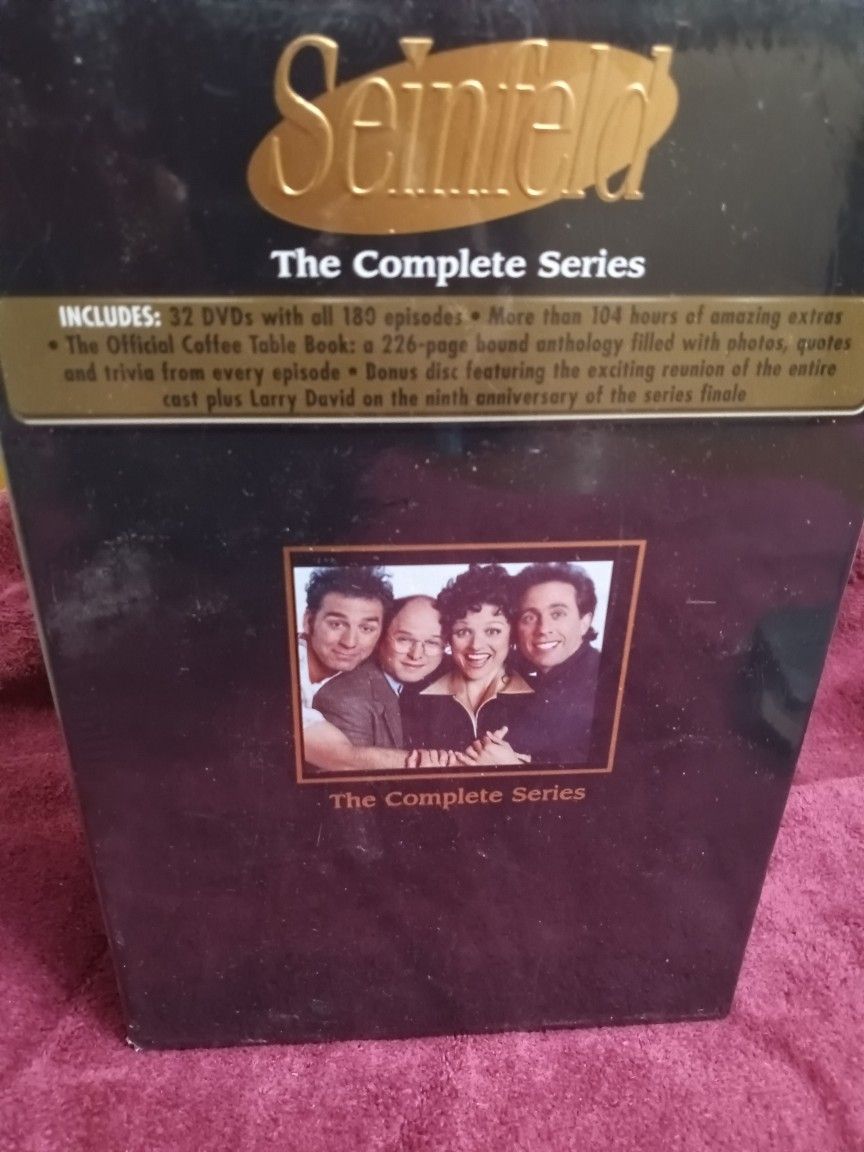 Seinfeld
The Complete Series
INCLUDES: 32 DVDs with all 180 episodes • More than 104 hours of amazing extras
• The Official Coffee Table Book: a 226-page bound anthology filled with photos, quotes
and trivia from every episode • Bonus disc featuring the exciting reunion of the entire
cast plus Larry David on the ninth anniversary of the series finale
The Complete Series